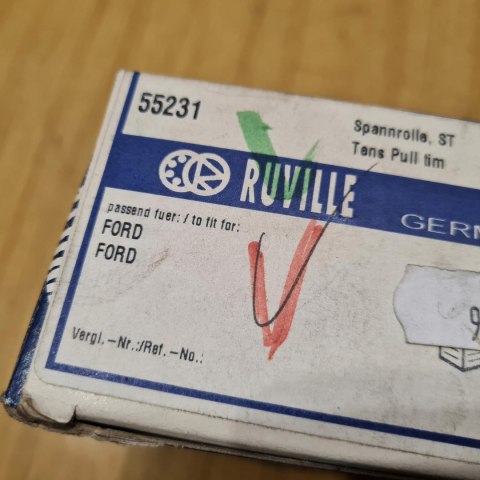 55231
Spannrolle, ST
Tens Pull tim
RUVILLE
GERM
passend fuer: / to fit for:
FORD
FORD
9
Vergl.-Nr.:/Ref.-No.: